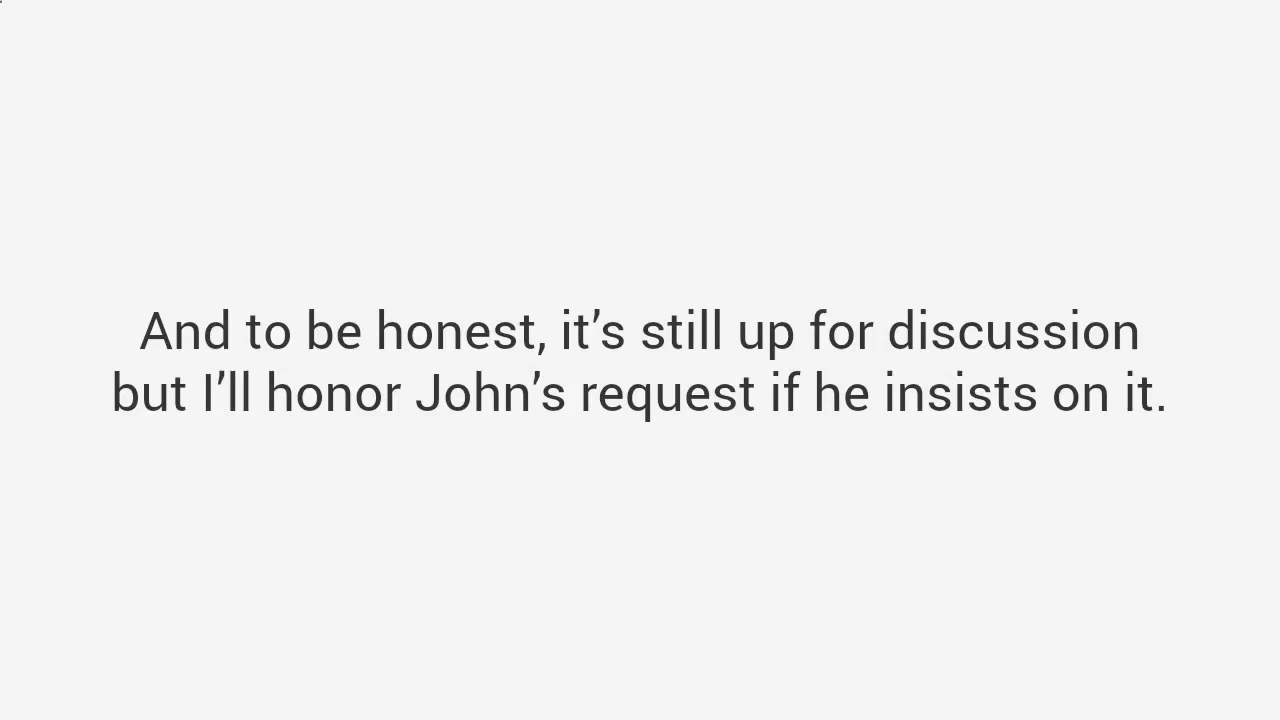 And to be honest, it’s still up for discussion
but I’ll honor John’s request if he insists on it.